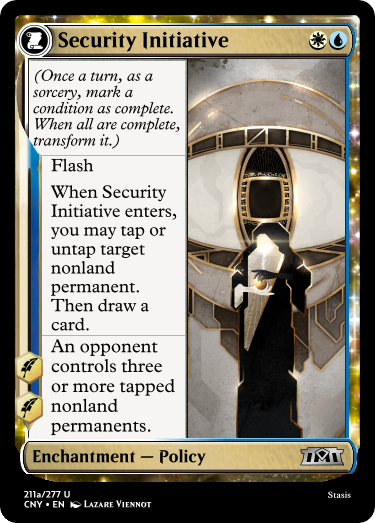 Security Initiative
(Once a turn, as a
sorcery, mark a
condition as complete.
When all are complete,
transform it.)
Flash
When Security
Initiative enters,
you may tap or
untap target
nonland
permanent.
Then draw a
card.
An opponent
controls three
or more tapped
nonland
permanents.
Enchantment — Policy
211a/277 U
CNY • EN Lazare Viennot
Stasis